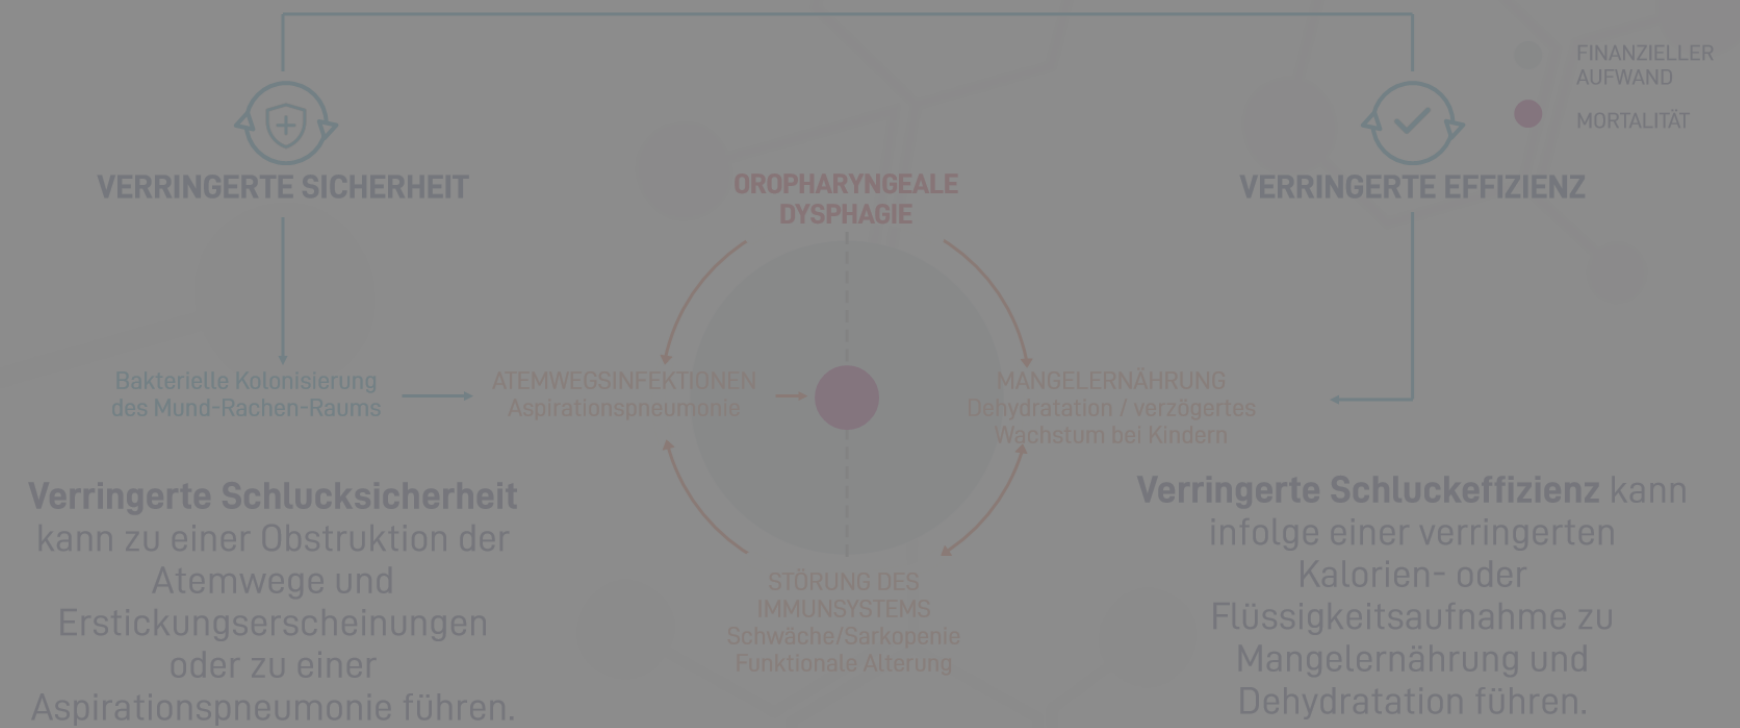 FINANZIELLER
AUFWAND
MORTALITÄT
VERRINGERTE SICHERHEIT
OROPHARYNGEALE
DYSPHAGIE
VERRINGERTE EFFIZIENZ
Bakterielle Kolonisierung
des Mund-Rachen-Raums
ATEMWEGSINFEKTIONEN
Aspirationspneumonie
MANGELERNÄHRUNG
Dehydratation / verzögertes
Wachstum bei Kindern
Verringerte Schlucksicherheit
kann zu einer Obstruktion der
Atemwege und
Erstickungserscheinungen
oder zu einer
Aspirationspneumonie führen.
STÖRUNG DES
IMMUNSYSTEMS
Schwäche/Sarkopenie
Funktionale Alterung
Verringerte Schluckeffizienz kann
infolge einer verringerten
Kalorien- oder
Flüssigkeitsaufnahme zu
Mangelernährung und
Dehydratation führen.